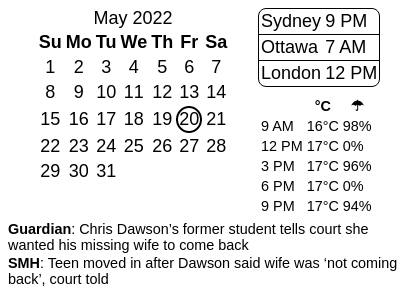 May 2022
Su Mo Tu We Th Fr Sa
1 2 3 4 5 6 7
8 9 10 11 12 13 14
15 16 17 18 19 20 21
22 23 24 25 26 27 28
29 30 31
Sydney 9 PM
Ottawa 7 AM
London 12 PM
°C ☂
9 AM 16°C 98%
12 PM 17°C 0%
3 PM 17°C 96%
6 PM 17°C 0%
9 PM 17°C 94%
Guardian: Chris Dawson’s former student tells court she
wanted his missing wife to come back
SMH: Teen moved in after Dawson said wife was ‘not coming
back’, court told